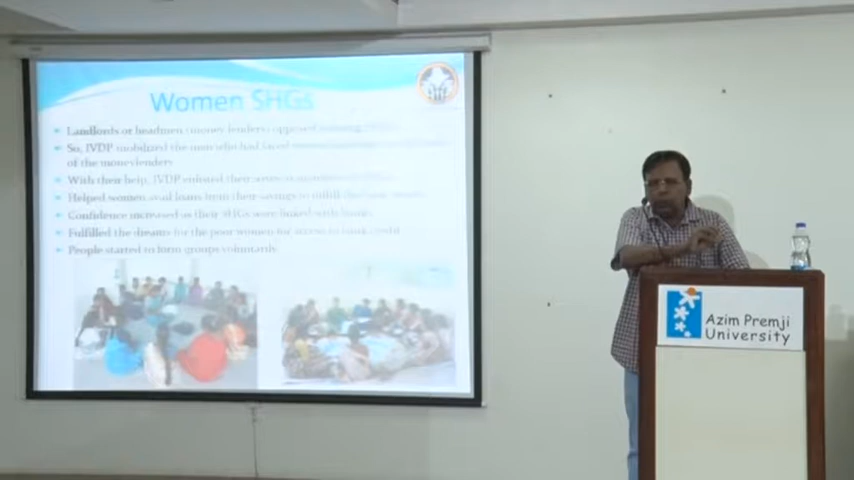 Women SHGs
Landlords or headmen (money lenders) opposed forming
So, IVDP mobilized the men who had faced
of the moneylenders
With their help, IVDP enlisted their
Helped women avail loans from their savings to fulfill their
Confidence increased as their SHGs were linked with banks
Fulfilled the dreams for the poor women for access to bank credit
People started to form groups voluntarily
Azim Premji
University